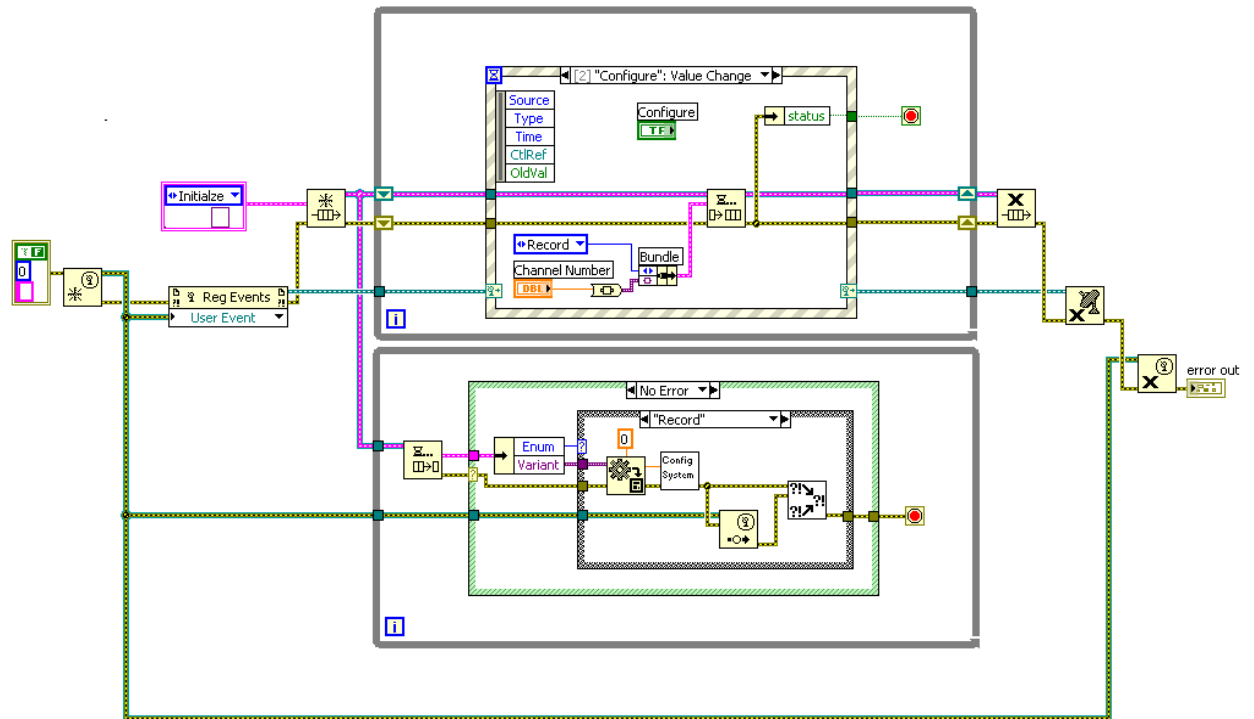 [2] "Configure": Value Change
Source
Type
Time
CtlRef
OldVal
Configure
TF
status
Initialze
Record
Bundle
Channel Number
DBL
F
0
Reg Events
User Event
i
error out
No Error
"Record"
Enum
Variant
0
Config
System
i